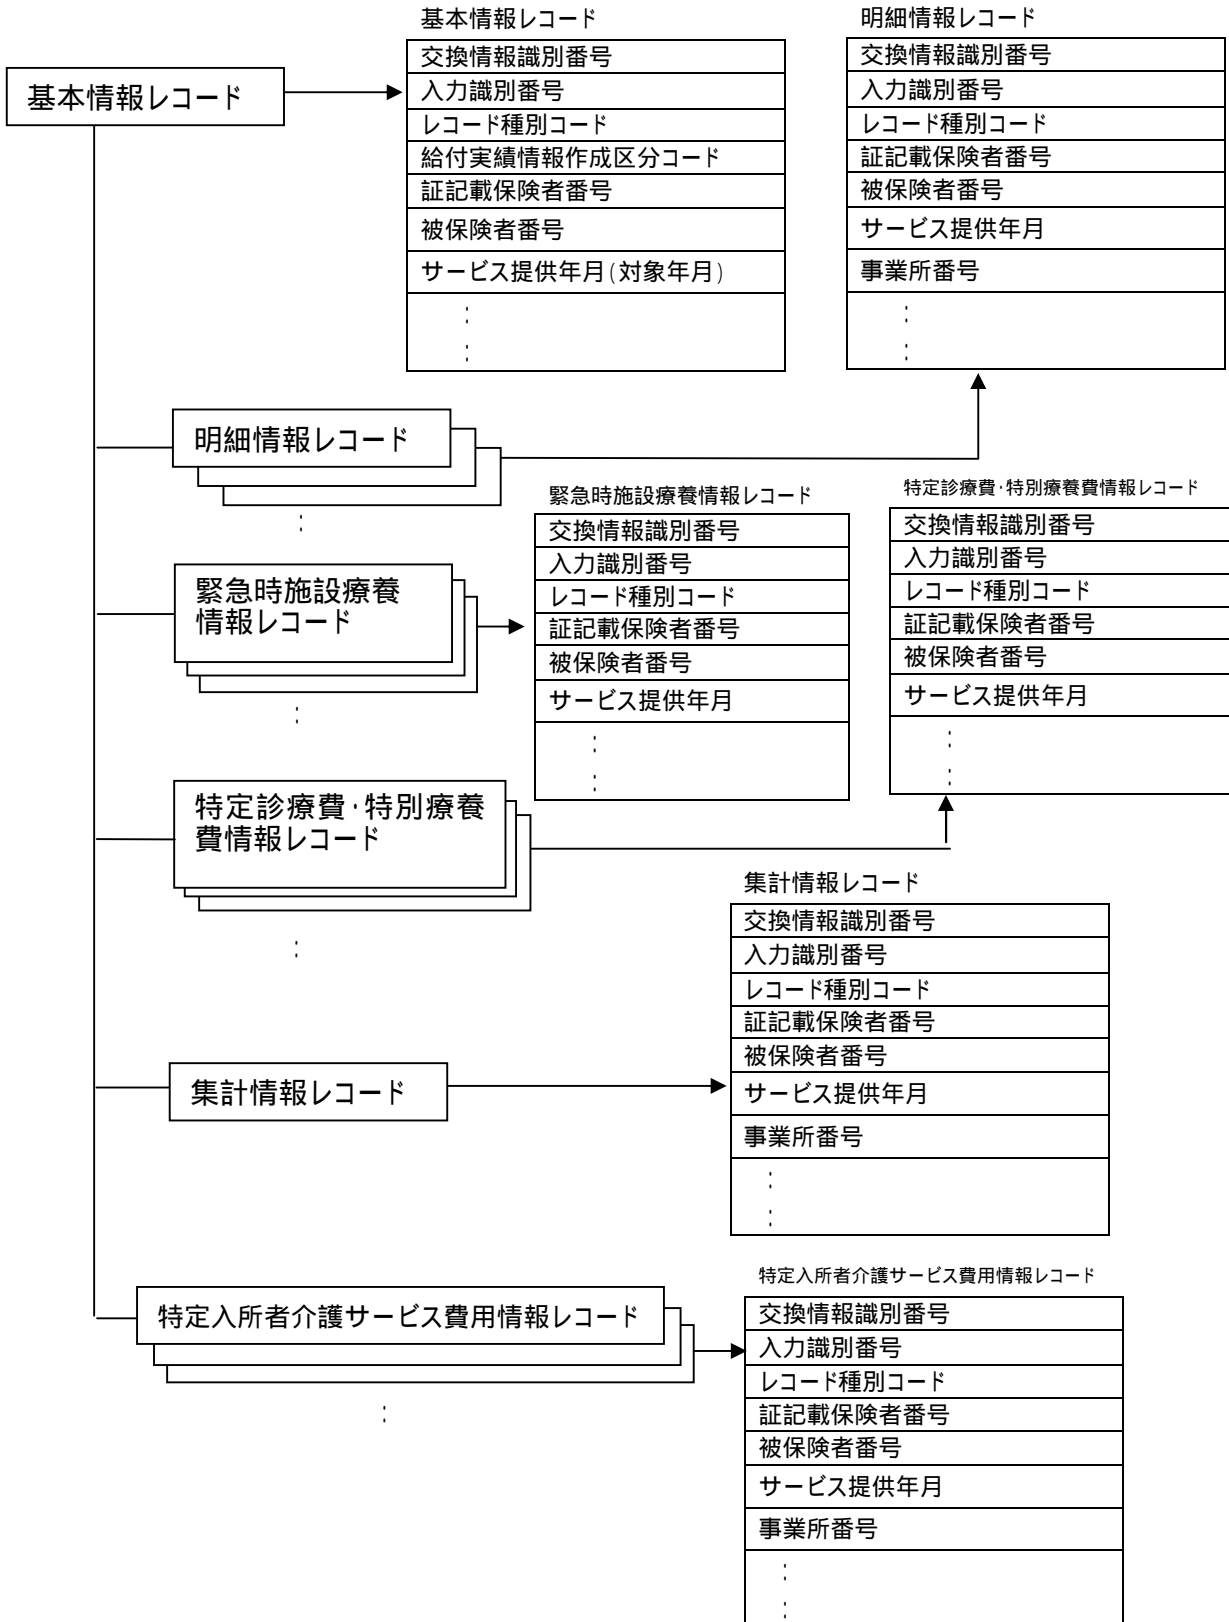 基本情報レコード
基本情報レコード
交換情報識別番号
入力識別番号
レコード種別コード
給付実績情報作成区分コード
証記載保険者番号
被保険者番号
サービス提供年月(対象年月)
：
：
明細情報レコード
交換情報識別番号
入力識別番号
レコード種別コード
証記載保険者番号
被保険者番号
サービス提供年月
事業所番号
：
：
明細情報レコード
：
緊急時施設療養
情報レコード
：
緊急時施設療養情報レコード
交換情報識別番号
入力識別番号
レコード種別コード
証記載保険者番号
被保険者番号
サービス提供年月
：
：
特定診療費・特別療養費情報レコード
交換情報識別番号
入力識別番号
レコード種別コード
証記載保険者番号
被保険者番号
サービス提供年月
：
：
特定診療費・特別療養
費情報レコード
：
集計情報レコード
集計情報レコード
交換情報識別番号
入力識別番号
レコード種別コード
証記載保険者番号
被保険者番号
サービス提供年月
事業所番号
：
：
特定入所者介護サービス費用情報レコード
：
特定入所者介護サービス費用情報レコード
交換情報識別番号
入力識別番号
レコード種別コード
証記載保険者番号
被保険者番号
サービス提供年月
事業所番号
：
：